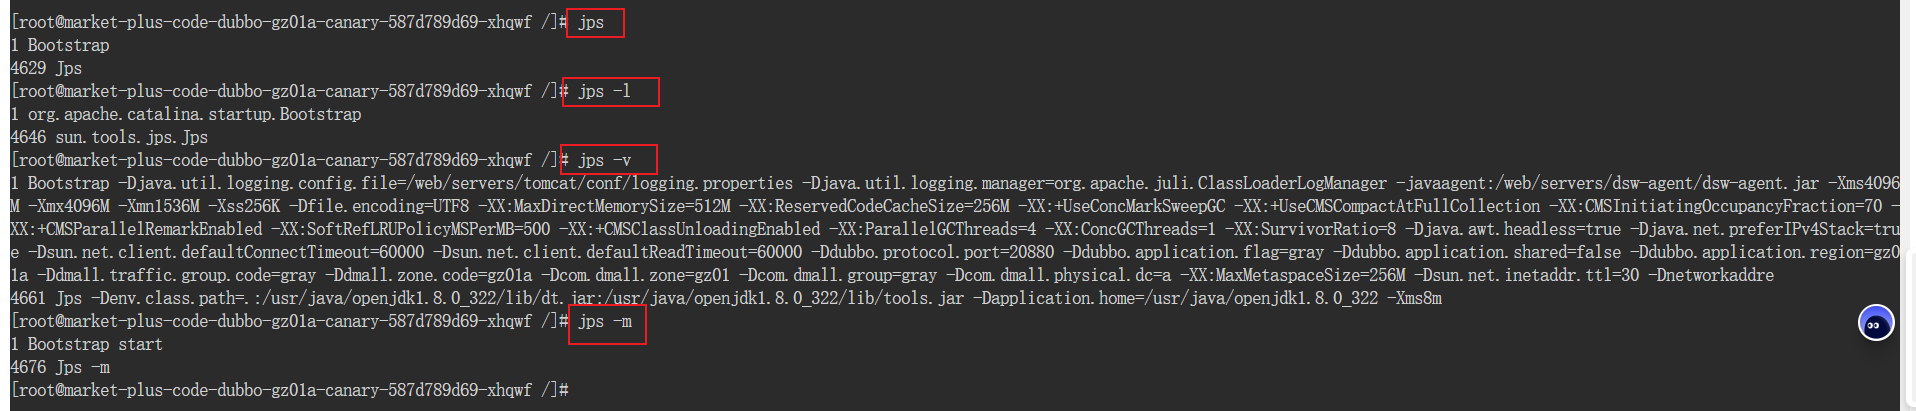 [root@market-plus-code-dubbo-gz01a-canary-587d789d69-xhqwf /]# jps
1 Bootstrap
4629 Jps
[root@market-plus-code-dubbo-gz01a-canary-587d789d69-xhqwf /]# jps -l
1 org.apache.catalina.startup.Bootstrap
4646 sun.tools.jps.Jps
[root@market-plus-code-dubbo-gz01a-canary-587d789d69-xhqwf /]# jps -v
1 Bootstrap -Djava.util.logging.config.file=/web/servers/tomcat/conf/logging.properties -Djava.util.logging.manager=org.apache.juli.ClassLoaderLogManager -javaagent:/web/servers/dsw-agent/dsw-agent.jar -Xms4096
M -Xmx4096M -Xmn1536M -Xss256K -Dfile.encoding=UTF8 -XX:MaxDirectMemorySize=512M -XX:ReservedCodeCacheSize=256M -XX:+UseConcMarkSweepGC -XX:+UseCMSCompactAtFullCollection -XX:CMSInitiatingOccupancyFraction=70 -
XX:+CMSParallelRemarkEnabled -XX:SoftRefLRUPolicyMSPerMB=500 -XX:+CMSClassUnloadingEnabled -XX:ParallelGCThreads=4 -XX:ConcGCThreads=1 -XX:SurvivorRatio=8 -Djava.awt.headless=true -Djava.net.preferIPv4Stack=tru
e -Dsun.net.client.defaultConnectTimeout=60000 -Dsun.net.client.defaultReadTimeout=60000 -Ddubbo.protocol.port=20880 -Ddubbo.application.flag=gray -Ddubbo.application.shared=false -Ddubbo.application.region=gz0
1a -Ddmall.traffic.group.code=gray -Ddmall.zone.code=gz01a -Dcom.dmall.zone=gz01 -Dcom.dmall.group=gray -Dcom.dmall.physical.dc=a -XX:MaxMetaspaceSize=256M -Dsun.net.inetaddr.ttl=30 -Dnetworkaddre
4661 Jps -Denv.class.path=.:/usr/java/openjdk1.8.0_322/lib/dt.jar:/usr/java/openjdk1.8.0_322/lib/tools.jar -Dapplication.home=/usr/java/openjdk1.8.0_322 -Xms8m
[root@market-plus-code-dubbo-gz01a-canary-587d789d69-xhqwf /]# jps -m
1 Bootstrap start
4676 Jps -m
[root@market-plus-code-dubbo-gz01a-canary-587d789d69-xhqwf /]#